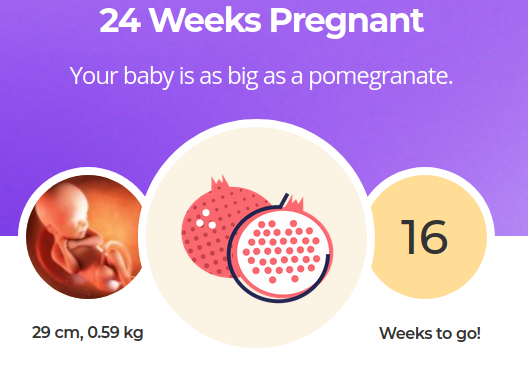 24 Weeks Pregnant
Your baby is as big as a pomegranate.
16
29 cm, 0.59 kg
Weeks to go!